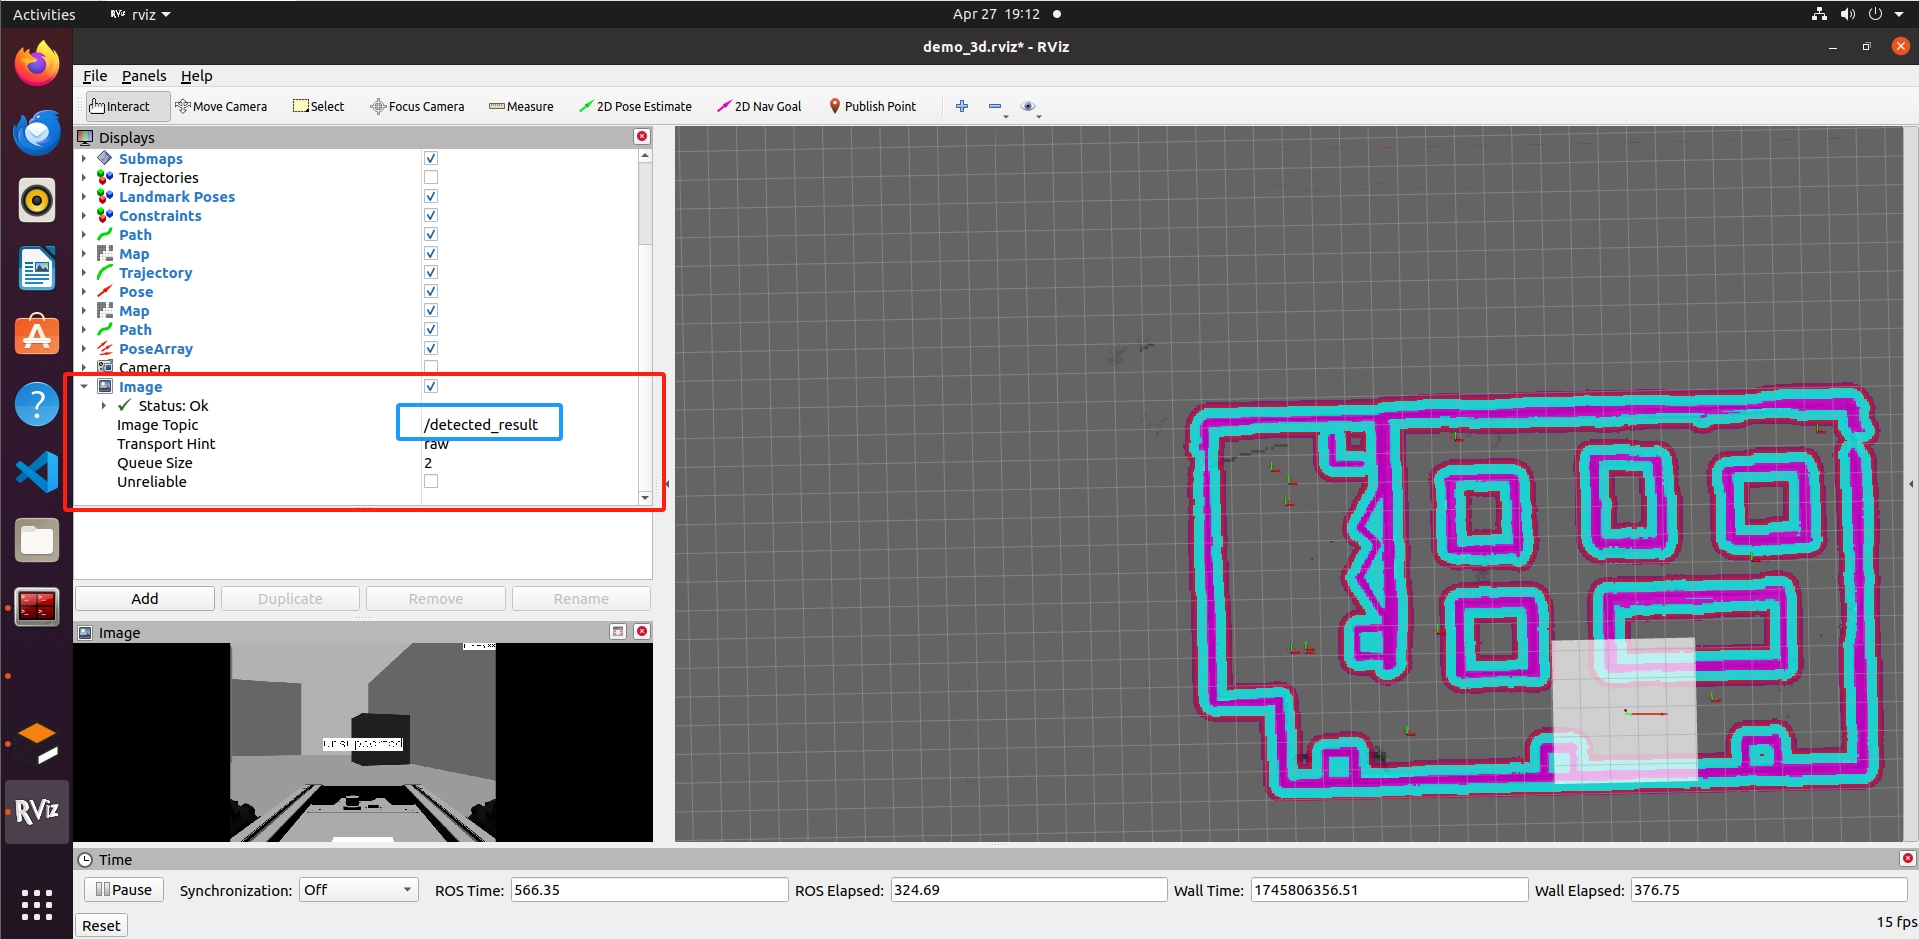 Activities
RViz
rviz
Apr 27 19:12
demo_3d.rviz* - RViz
File Panels Help
Interact Move Camera Select Focus Camera Measure 2D Pose Estimate 2D Nav Goal Publish Point
Displays
Submaps
Trajectories
Landmark Poses
Constraints
Path
Map
Trajectory
Pose
Map
Path
PoseArray
Camera
Image
Status: Ok
Image Topic /detected_result
Transport Hint raw
Queue Size 2
Unreliable
Add Duplicate Remove Rename
Image
unsupported
RViz
Time
Pause Synchronization: Off ROS Time: 566.35 ROS Elapsed: 324.69 Wall Time: 1745806356.51 Wall Elapsed: 376.75
Reset
15 fps